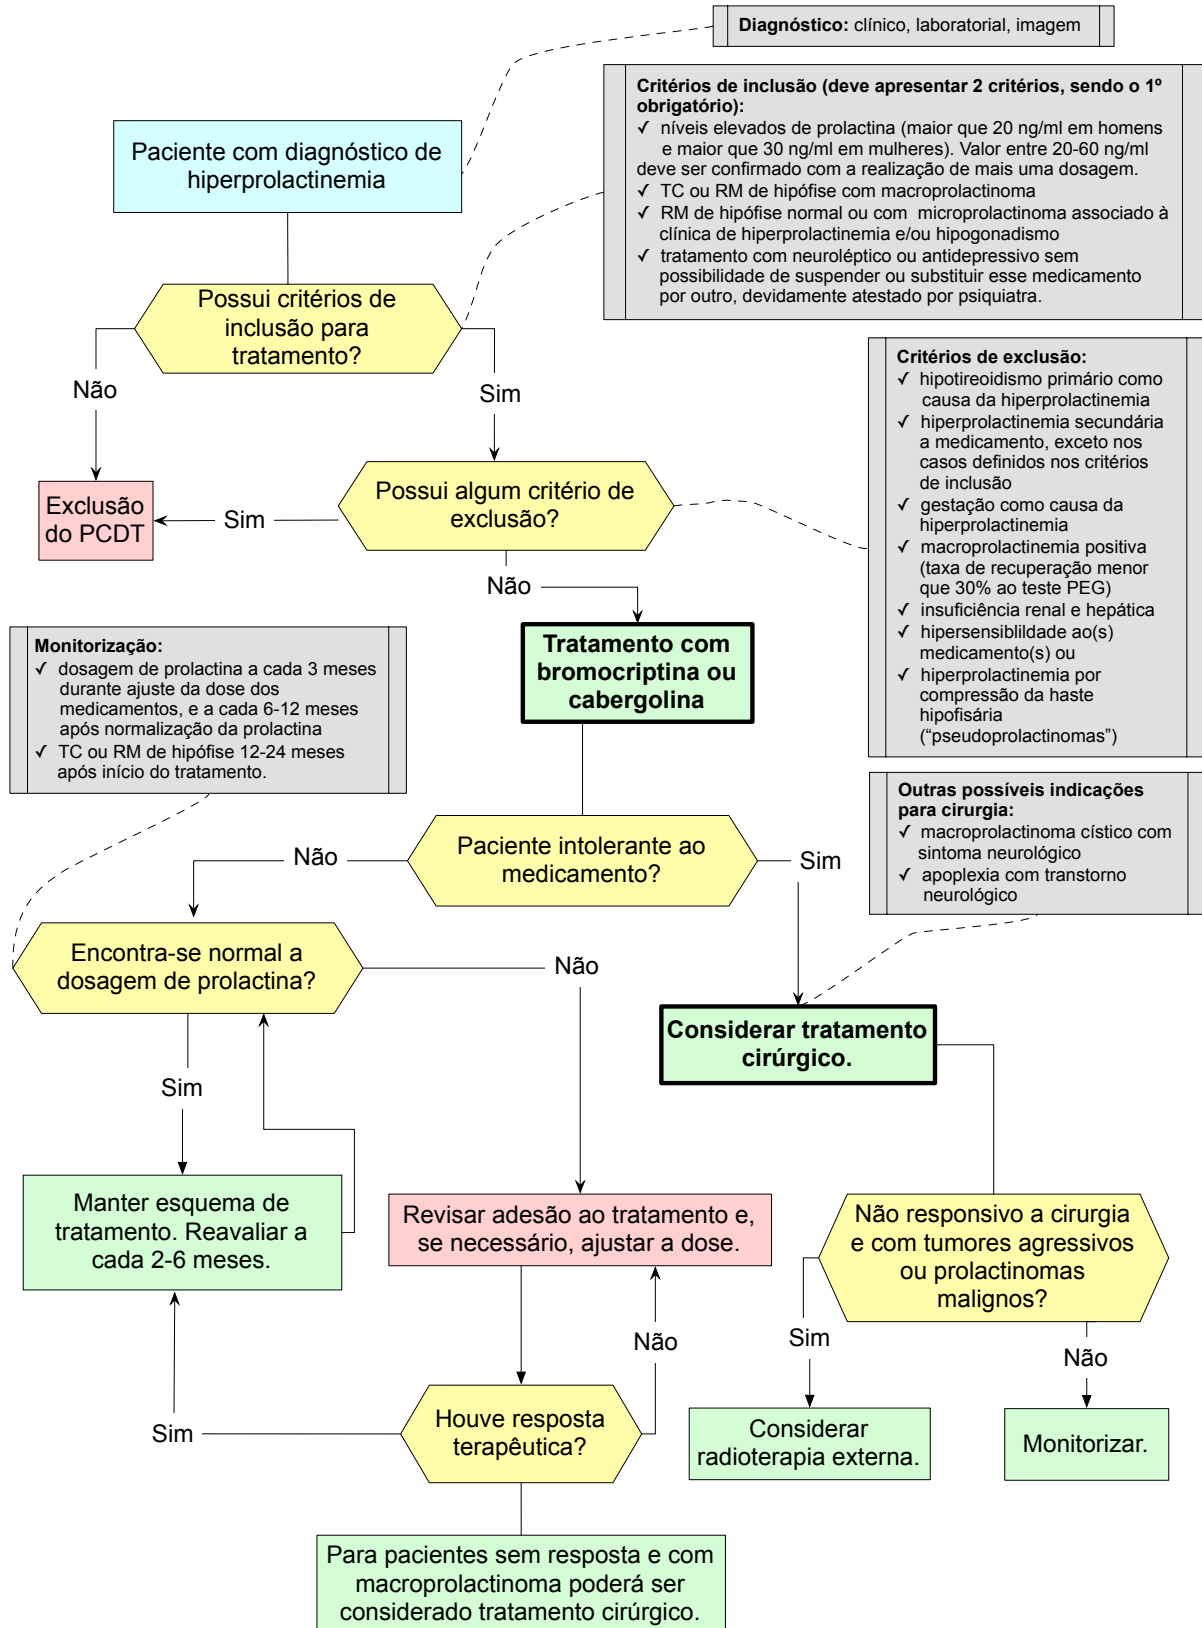 Diagnóstico: clínico, laboratorial, imagem
Critérios de inclusão (deve apresentar 2 critérios, sendo o 1º
obrigatório):
✓ níveis elevados de prolactina (maior que 20 ng/ml em homens
e maior que 30 ng/ml em mulheres). Valor entre 20-60 ng/ml
deve ser confirmado com a realização de mais uma dosagem.
✓ TC ou RM de hipófise com macroprolactinoma
✓ RM de hipófise normal ou com microprolactinoma associado à
clínica de hiperprolactinemia e/ou hipogonadismo
✓ tratamento com neuroléptico ou antidepressivo sem
possibilidade de suspender ou substituir esse medicamento
por outro, devidamente atestado por psiquiatra.
Paciente com diagnóstico de
hiperprolactinemia
Possui critérios de
inclusão para
tratamento?
Não
Sim
Critérios de exclusão:
✓ hipotireoidismo primário como
causa da hiperprolactinemia
✓ hiperprolactinemia secundária
a medicamento, exceto nos
casos definidos nos critérios
de inclusão
✓ gestação como causa da
hiperprolactinemia
✓ macroprolactinemia positiva
(taxa de recuperação menor
que 30% ao teste PEG)
✓ insuficiência renal e hepática
✓ hipersensiblildade ao(s)
medicamento(s) ou
✓ hiperprolactinemia por
compressão da haste
hipofisária
(“pseudoprolactinomas”)
Exclusão
do PCDT
Sim
Possui algum critério de
exclusão?
Não
Monitorização:
✓ dosagem de prolactina a cada 3 meses
durante ajuste da dose dos
medicamentos, e a cada 6-12 meses
após normalização da prolactina
✓ TC ou RM de hipófise 12-24 meses
após início do tratamento.
Tratamento com
bromocriptina ou
cabergolina
Outras possíveis indicações
para cirurgia:
✓ macroprolactinoma cístico com
sintoma neurológico
✓ apoplexia com transtorno
neurológico
Não
Paciente intolerante ao
medicamento?
Sim
Encontra-se normal a
dosagem de prolactina?
Não
Considerar tratamento
cirúrgico.
Sim
Manter esquema de
tratamento. Reavaliar a
cada 2-6 meses.
Revisar adesão ao tratamento e,
se necessário, ajustar a dose.
Não responsivo a cirurgia
e com tumores agressivos
ou prolactinomas
malignos?
Sim
Não
Não
Sim
Houve resposta
terapêutica?
Considerar
radioterapia externa.
Monitorizar.
Para pacientes sem resposta e com
macroprolactinoma poderá ser
considerado tratamento cirúrgico.